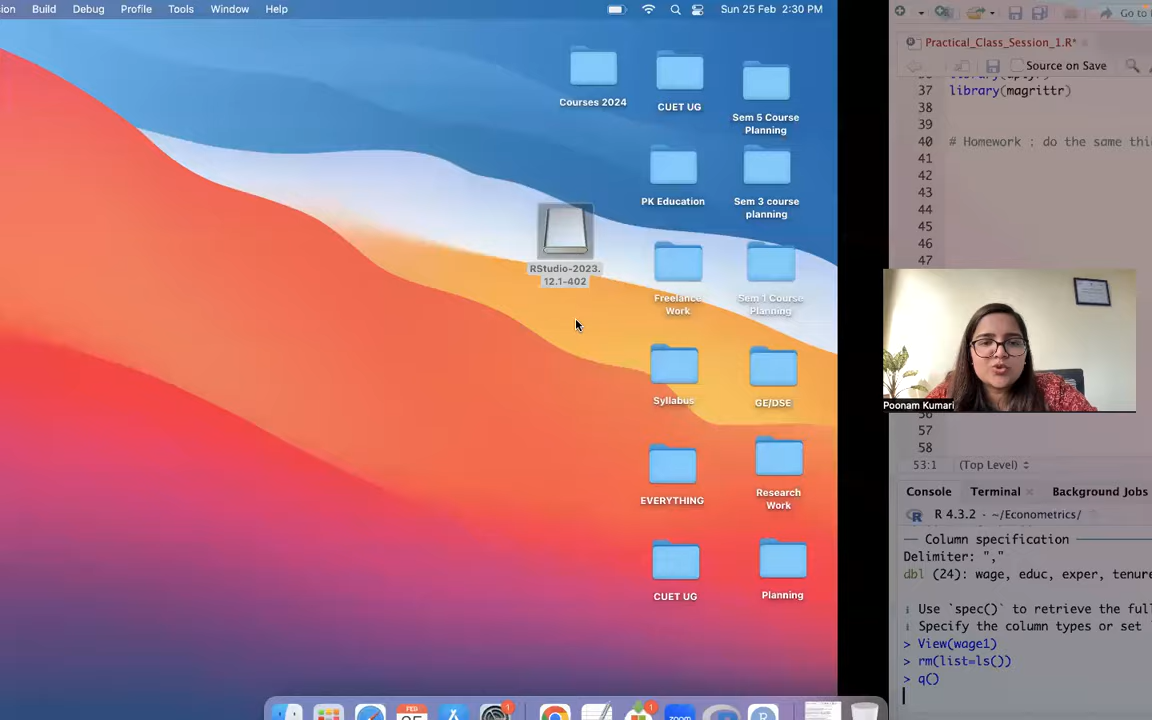 sion Build Debug Profile Tools Window Help Sun 25 Feb 2:30 PM
Go to
Practical_Class_Session_1.R*
Source on Save
Courses 2024
CUET UG
Sem 5 Course
Planning
PK Education
Sem 3 course
planning
RStudio-2023.
12.1-402
Freelance
Work
Sem 1 Course
Planning
Syllabus
GE/DSE
EVERYTHING
Research
Work
CUET UG
Planning
37 library(magrittr)
38
39
40 # Homework : do the same thi
41
42
43
44
45
46
47
Poonam Kumari
57
58
53:1 (Top Level)
Console Terminal Background Jobs
R 4.3.2 · ~/Econometrics/
Column specification
Delimiter: ","
dbl (24): wage, educ, exper, tenure
i Use `spec()` to retrieve the full
i Specify the column types or set `
> View(wage1)
> rm(list=ls())
> q()
FEB
1
1
zoom